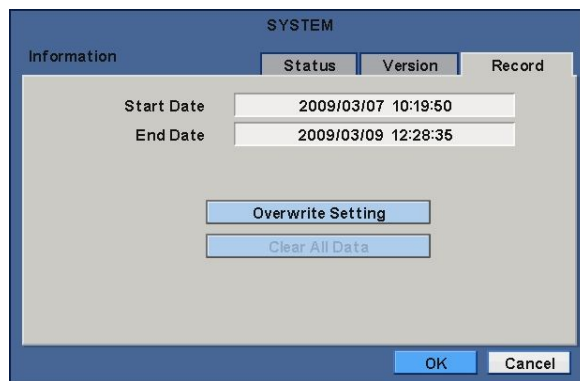 SYSTEM
Information
Status Version Record
Start Date 2009/03/07 10:19:50
End Date 2009/03/09 12:28:35
Overwrite Setting
Clear All Data
OK Cancel